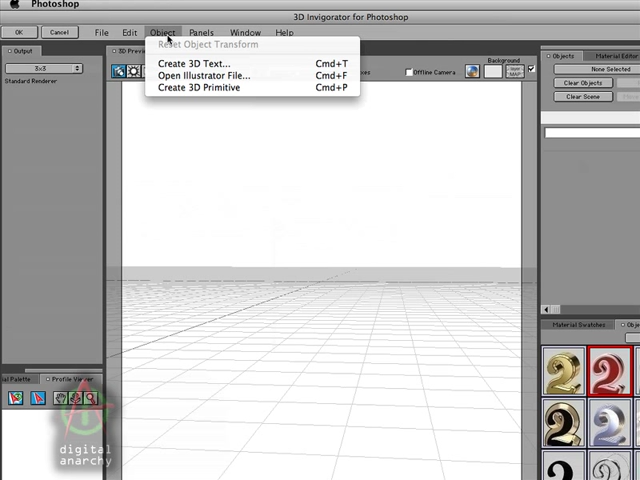 Photoshop
3D Invigorator for Photoshop
OK
Cancel
File
Edit
Object
Panels
Window
Help
Output
3x3
Standard Renderer
3D Preview
Reset Object Transform
Create 3D Text... Cmd+T
Open Illustrator File... Cmd+F
Create 3D Primitive Cmd+P
Offline Camera
Background
Objects
Material Editor
None Selected
Clear Objects
Clear Scene
Material Swatches
Profile Viewer
digital
anarchy